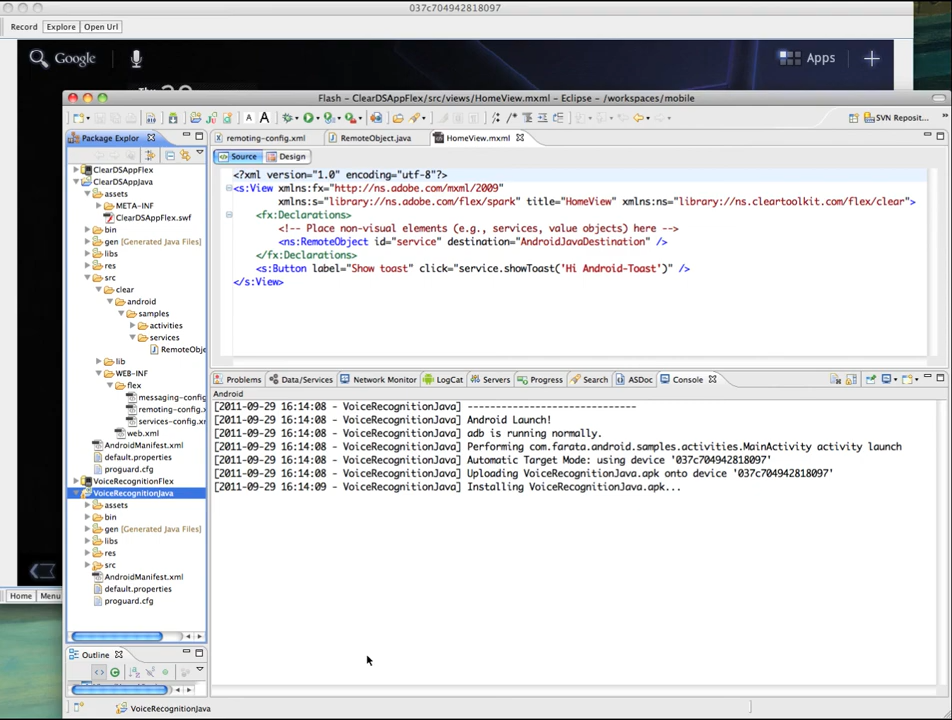 037c704942818097
Record Explore Open Url
Google Apps
Flash – ClearDSAppFlex/src/views/HomeView.mxml – Eclipse – /workspaces/mobile
A A SVN Reposit...
Package Explor
remoting-config.xml RemoteObject.java HomeView.mxml
Source Design
ClearDSAppFlex
ClearDSAppJava
assets
META-INF
ClearDSAppFlex.swf
bin
gen [Generated Java Files]
libs
res
src
clear
android
samples
activities
services
RemoteObje
lib
WEB-INF
flex
messaging-config.
remoting-config.x
services-config.xm
web.xml
AndroidManifest.xml
default.properties
proguard.cfg
VoiceRecognitionFlex
VoiceRecognitionJava
assets
bin
gen [Generated Java Files]
libs
res
src
AndroidManifest.xml
default.properties
proguard.cfg
<?xml version="1.0" encoding="utf-8"?>
<s:View xmlns:fx="http://ns.adobe.com/mxml/2009"
xmlns:s="library://ns.adobe.com/flex/spark" title="HomeView" xmlns:ns="library://ns.cleartoolkit.com/flex/clear">
<fx:Declarations>
<!-- Place non-visual elements (e.g., services, value objects) here -->
<ns:RemoteObject id="service" destination="AndroidJavaDestination" />
</fx:Declarations>
<s:Button label="Show toast" click="service.showToast('Hi Android-Toast')" />
</s:View>
Problems Data/Services Network Monitor LogCat Servers Progress Search ASDoc Console
Android
[2011-09-29 16:14:08 - VoiceRecognitionJava] ------------------------------
[2011-09-29 16:14:08 - VoiceRecognitionJava] Android Launch!
[2011-09-29 16:14:08 - VoiceRecognitionJava] adb is running normally.
[2011-09-29 16:14:08 - VoiceRecognitionJava] Performing com.farata.android.samples.activities.MainActivity activity launch
[2011-09-29 16:14:08 - VoiceRecognitionJava] Automatic Target Mode: using device '037c704942818097'
[2011-09-29 16:14:08 - VoiceRecognitionJava] Uploading VoiceRecognitionJava.apk onto device '037c704942818097'
[2011-09-29 16:14:09 - VoiceRecognitionJava] Installing VoiceRecognitionJava.apk...
Home Menu
Outline
VoiceRecognitionJava